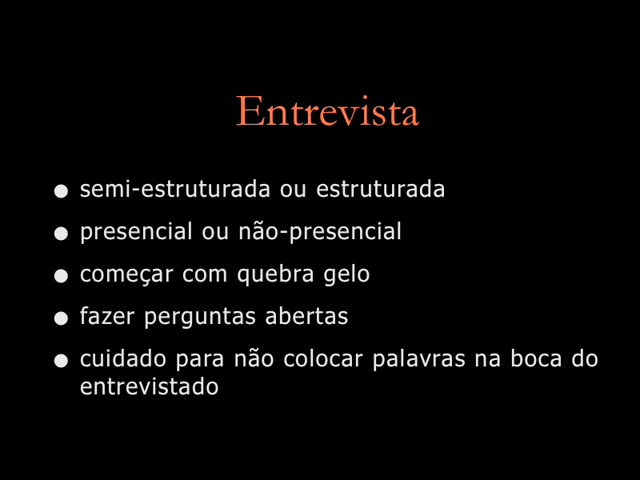 Entrevista
● semi-estruturada ou estruturada
● presencial ou não-presencial
● começar com quebra gelo
● fazer perguntas abertas
● cuidado para não colocar palavras na boca do
entrevistado